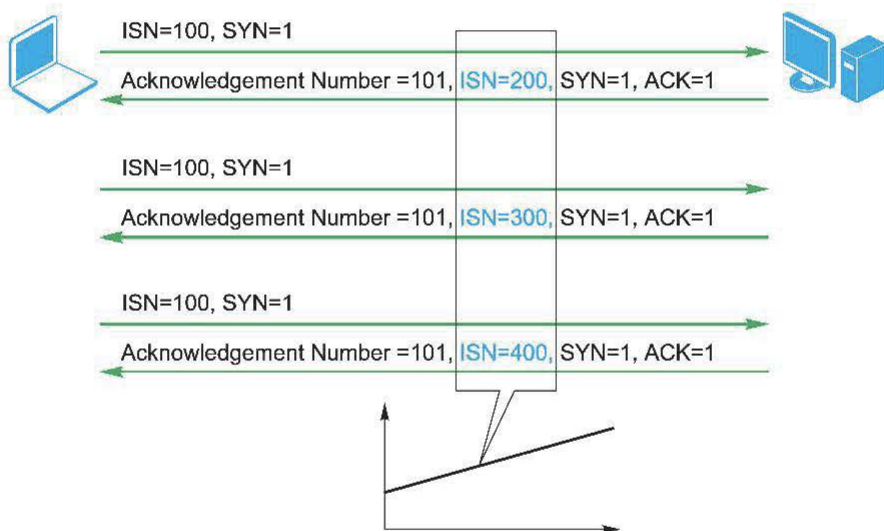 ISN=100, SYN=1
Acknowledgement Number =101, ISN=200, SYN=1, ACK=1
ISN=100, SYN=1
Acknowledgement Number =101, ISN=300, SYN=1, ACK=1
ISN=100, SYN=1
Acknowledgement Number =101, ISN=400, SYN=1, ACK=1